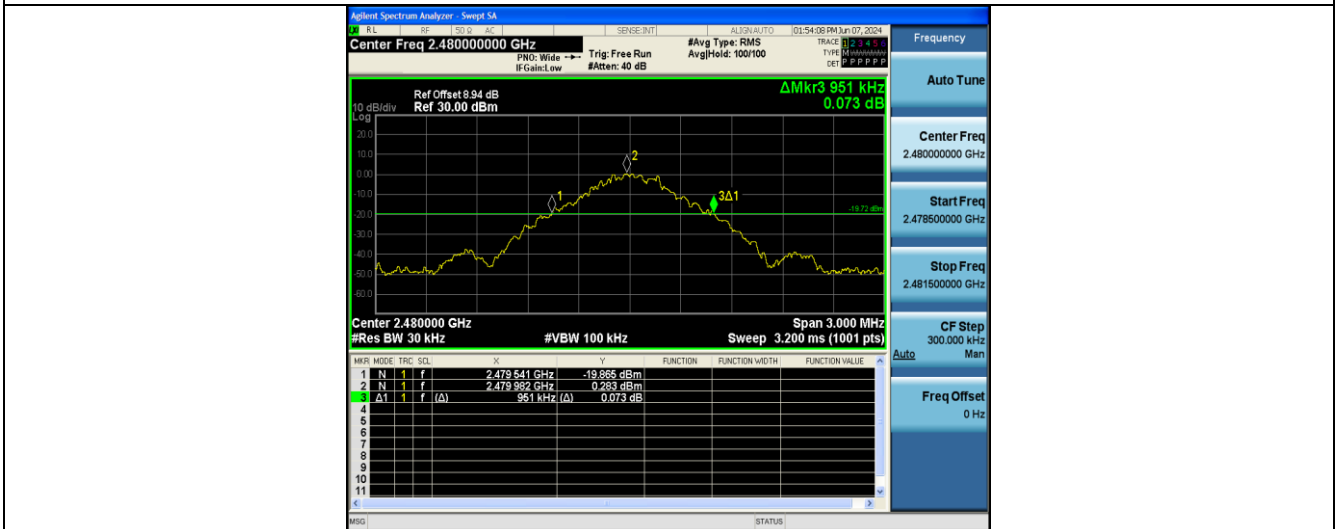 Agilent Spectrum Analyzer - Swept SA
RL RF 50 Ω AC SENSE:INT ALIGN AUTO 01:54:08 PM Jun 07, 2024
Center Freq 2.480000000 GHz
PNO: Wide
IFGain:Low
Trig: Free Run
#Atten: 40 dB
#Avg Type: RMS
Avg|Hold: 100/100
TRACE 1 2 3 4 5 6
TYPE M
DET P P P P P P
Frequency
Auto Tune
Center Freq
2.480000000 GHz
Start Freq
2.478500000 GHz
Stop Freq
2.481500000 GHz
CF Step
300.000 kHz
Auto Man
Freq Offset
0 Hz
ΔMkr3 951 kHz
0.073 dB
Ref Offset 8.94 dB
10 dB/div Ref 30.00 dBm
Log
20.0
10.0
0.00
-10.0
-20.0
-30.0
-40.0
-50.0
-60.0
1
2
3Δ1
-19.72 dBm
Center 2.480000 GHz Span 3.000 MHz
#Res BW 30 kHz #VBW 100 kHz Sweep 3.200 ms (1001 pts)
MKR MODE TRC SCL X Y FUNCTION FUNCTION WIDTH FUNCTION VALUE
1 N 1 f 2.479 541 GHz -19.865 dBm
2 N 1 f 2.479 982 GHz 0.283 dBm
3 Δ1 1 f (Δ) 951 kHz (Δ) 0.073 dB
4
5
6
7
8
9
10
11
MSG STATUS